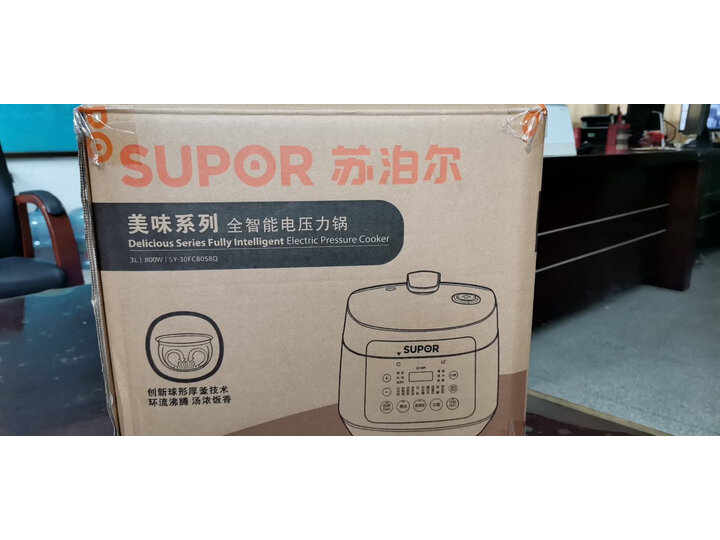 SUPOR 苏泊尔
美味系列 全智能电压力锅
Delicious Series Fully Intelligent Electric Pressure Cooker
3L | 800W | SY-30FC8058Q
SUPOR
创新球形厚釜技术
环流沸腾 汤浓饭香